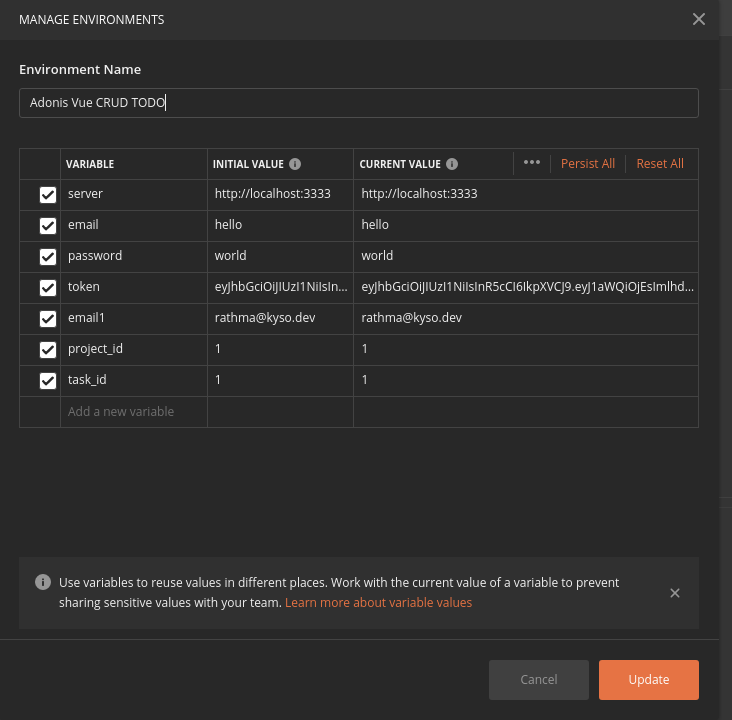 MANAGE ENVIRONMENTS
Environment Name
Adonis Vue CRUD TODO
VARIABLE INITIAL VALUE CURRENT VALUE Persist All Reset All
server http://localhost:3333 http://localhost:3333
email hello hello
password world world
token eyJhbGciOiJIUzI1NiIsIn... eyJhbGciOiJIUzI1NiIsInR5cCI6IkpXVCJ9.eyJ1aWQiOjEsImlhd...
email1 rathma@kyso.dev rathma@kyso.dev
project_id 1 1
task_id 1 1
Add a new variable
Use variables to reuse values in different places. Work with the current value of a variable to prevent
sharing sensitive values with your team. Learn more about variable values
Cancel Update